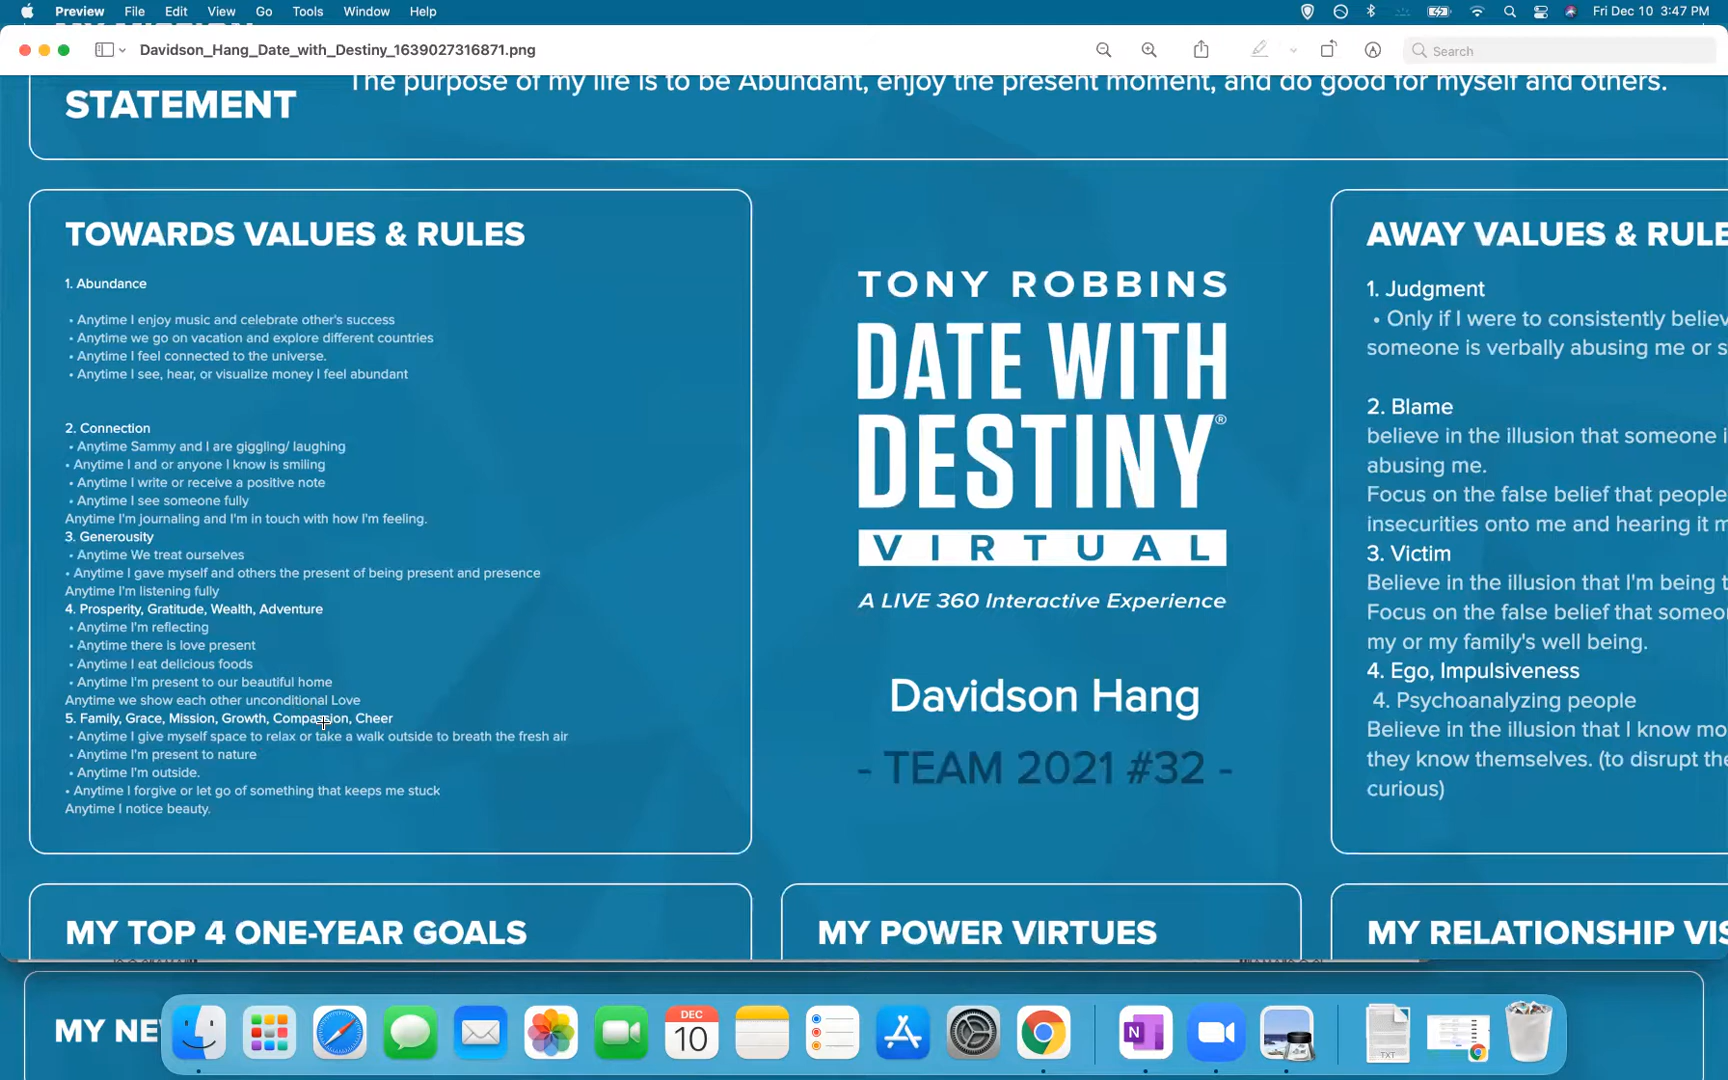 Preview File Edit View Go Tools Window Help Fri Dec 10 3:47 PM
Davidson_Hang_Date_with_Destiny_1639027316871.png
Search
The purpose of my life is to be Abundant, enjoy the present moment, and do good for myself and others.
STATEMENT
TOWARDS VALUES & RULES
1. Abundance
• Anytime I enjoy music and celebrate other's success
• Anytime we go on vacation and explore different countries
• Anytime I feel connected to the universe.
• Anytime I see, hear, or visualize money I feel abundant
2. Connection
• Anytime Sammy and I are giggling/ laughing
• Anytime I and or anyone I know is smiling
• Anytime I write or receive a positive note
• Anytime I see someone fully
Anytime I'm journaling and I'm in touch with how I'm feeling.
3. Generousity
• Anytime We treat ourselves
• Anytime I gave myself and others the present of being present and presence
Anytime I'm listening fully
4. Prosperity, Gratitude, Wealth, Adventure
• Anytime I'm reflecting
• Anytime there is love present
• Anytime I eat delicious foods
• Anytime I'm present to our beautiful home
Anytime we show each other unconditional Love
5. Family, Grace, Mission, Growth, Compassion, Cheer
• Anytime I give myself space to relax or take a walk outside to breath the fresh air
• Anytime I'm present to nature
• Anytime I'm outside.
• Anytime I forgive or let go of something that keeps me stuck
Anytime I notice beauty.
TONY ROBBINS
DATE WITH
DESTINY®
VIRTUAL
A LIVE 360 Interactive Experience
Davidson Hang
- TEAM 2021 #32 -
AWAY VALUES & RULE
1. Judgment
• Only if I were to consistently believ
someone is verbally abusing me or s
2. Blame
believe in the illusion that someone i
abusing me.
Focus on the false belief that people
insecurities onto me and hearing it m
3. Victim
Believe in the illusion that I'm being t
Focus on the false belief that someo
my or my family's well being.
4. Ego, Impulsiveness
4. Psychoanalyzing people
Believe in the illusion that I know mo
they know themselves. (to disrupt the
curious)
MY TOP 4 ONE-YEAR GOALS
MY POWER VIRTUES
MY RELATIONSHIP VIS
MY NE
DEC
10
TXT